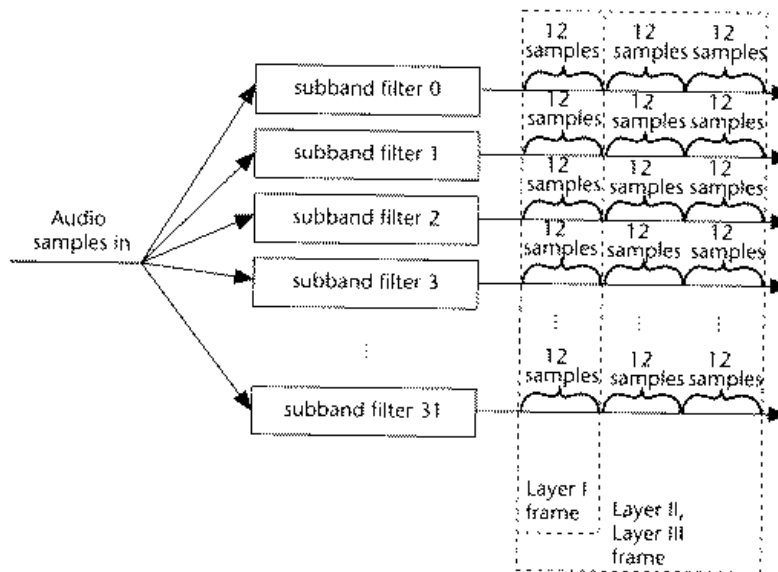 12 12 12
samples samples samples
subband filter 0
12 12 12
samples samples samples
subband filter 1
12 12 12
samples samples samples
Audio
samples in
subband filter 2
12 12 12
samples samples samples
subband filter 3
12 12 12
samples samples samples
subband filter 31
Layer I
frame
Layer II,
Layer III
frame